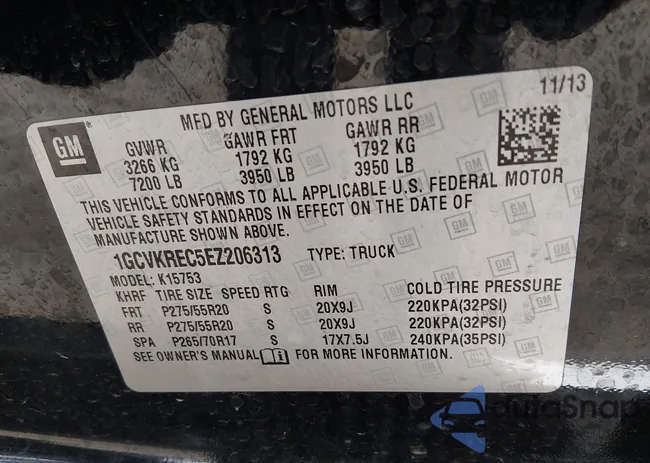 11/13
MFD BY GENERAL MOTORS LLC
GM
GVWR GAWR FRT GAWR RR
3266 KG 1792 KG 1792 KG
7200 LB 3950 LB 3950 LB
THIS VEHICLE CONFORMS TO ALL APPLICABLE U.S. FEDERAL MOTOR
VEHICLE SAFETY STANDARDS IN EFFECT ON THE DATE OF
MANUFACTURE SHOWN ABOVE.
1GCVKREC5EZ206313 TYPE: TRUCK
MODEL: K15753
KHRF TIRE SIZE SPEED RTG RIM COLD TIRE PRESSURE
FRT P275/55R20 S 20X9J 220KPA(32PSI)
RR P275/55R20 S 20X9J 220KPA(32PSI)
SPA P265/70R17 S 17X7.5J 240KPA(35PSI)
SEE OWNER'S MANUAL FOR MORE INFORMATION.
AutoSnap